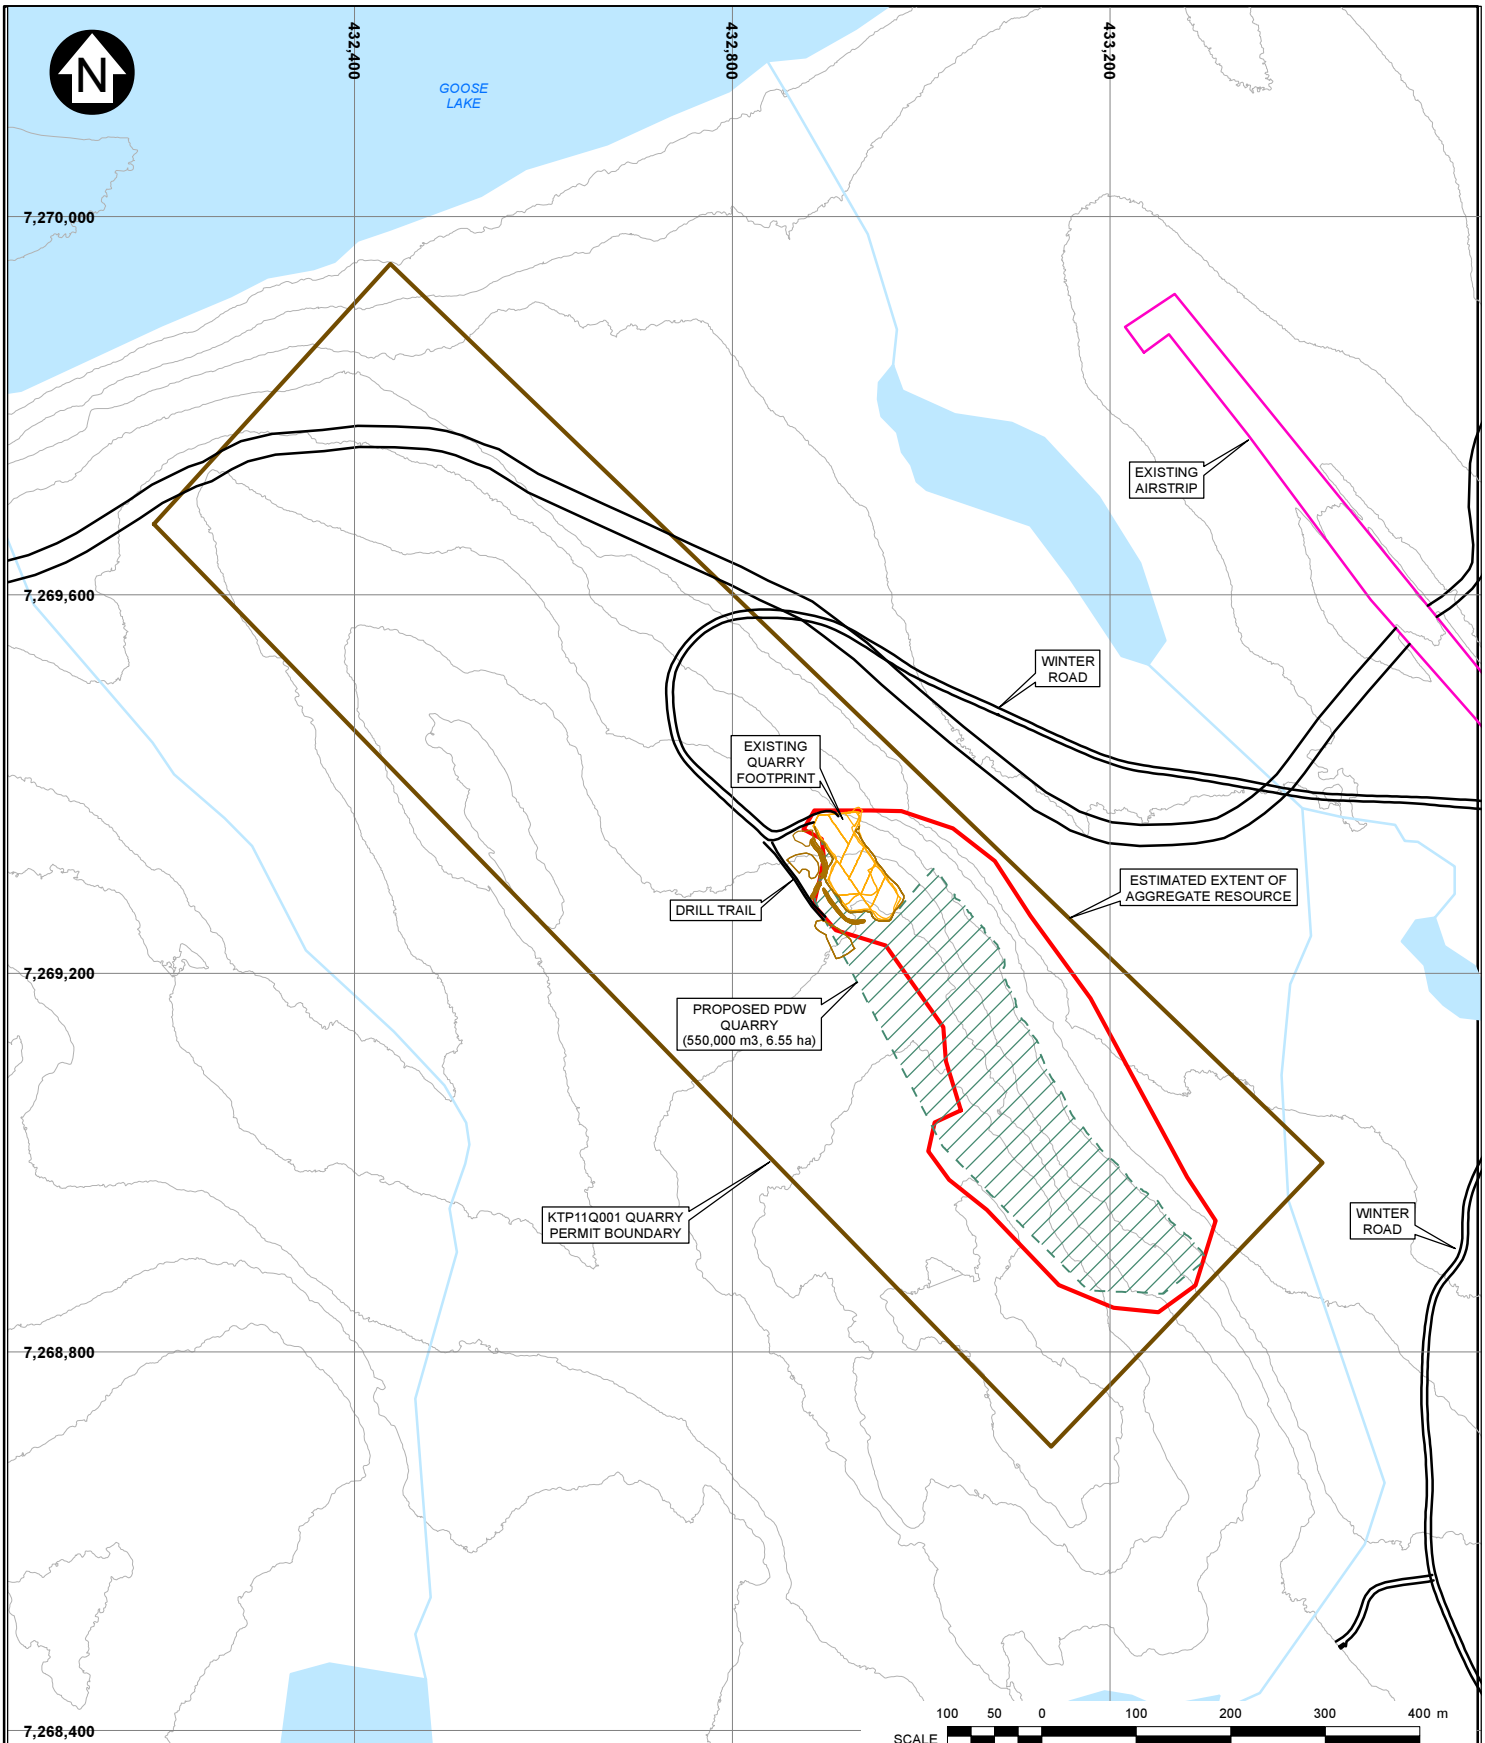 N
432,400
432,800
433,200
GOOSE
LAKE
7,270,000
EXISTING
AIRSTRIP
7,269,600
WINTER
ROAD
EXISTING
QUARRY
FOOTPRINT
ESTIMATED EXTENT OF
AGGREGATE RESOURCE
DRILL TRAIL
7,269,200
PROPOSED PDW
QUARRY
(550,000 m3, 6.55 ha)
KTP11Q001 QUARRY
PERMIT BOUNDARY
WINTER
ROAD
7,268,800
7,268,400
100 50 0 100 200 300 400 m
SCALE